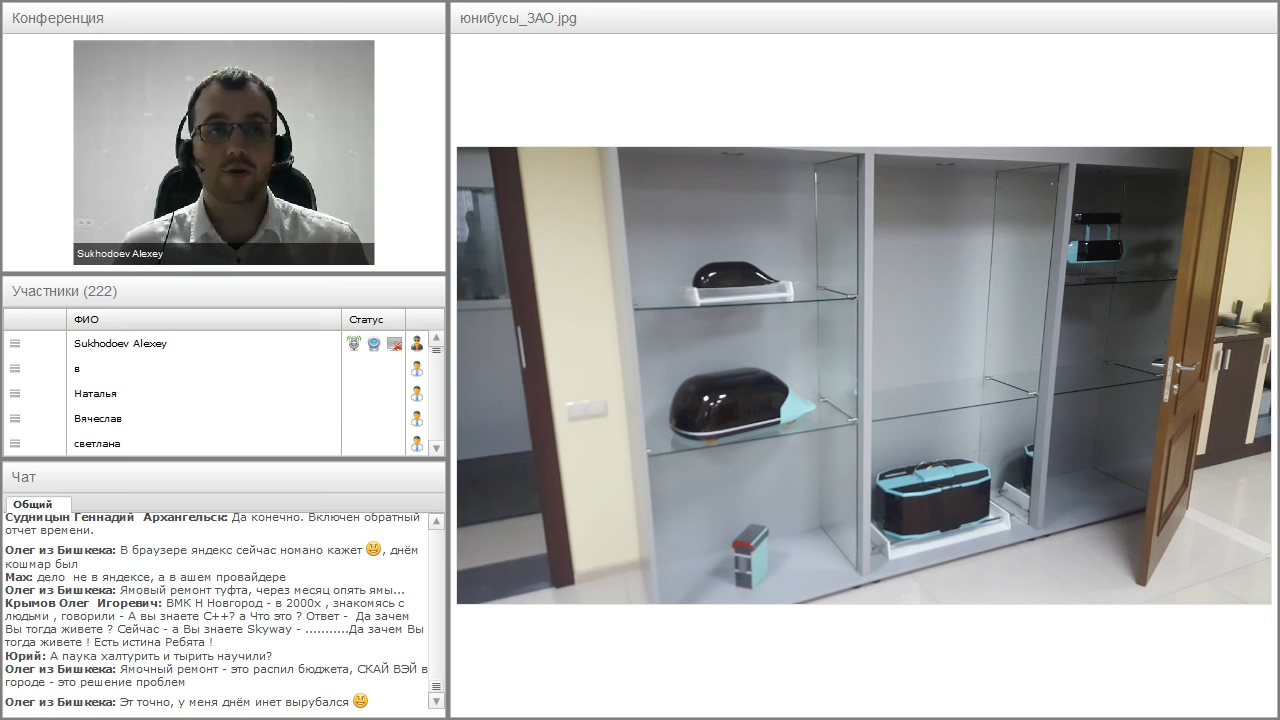 Конференция
Sukhodoev Alexey
Участники (222)
ФИО
Статус
Sukhodoev Alexey
в
Наталья
Вячеслав
светлана
Чат
Общий
Судницын Геннадий Архангельск: Да конечно. Включен обратный
отчет времени.
Олег из Бишкека: В браузере яндекс сейчас номано кажет , днём
кошмар был
Мах: дело не в яндексе, а в ашем провайдере
Олег из Бишкека: Ямовый ремонт туфта, через месяц опять ямы...
Крымов Олег Игоревич: ВМК Н Новгород - в 2000х , знакомясь с
людьми , говорили - А вы знаете С++? а Что это ? Ответ - Да зачем
Вы тогда живете ? Сейчас - а Вы знаете Skyway - ...........Да зачем Вы
тогда живете ! Есть истина Ребята !
Юрий: А паука халтурить и тырить научили?
Олег из Бишкека: Ямочный ремонт - это распил бюджета, СКАЙ ВЭЙ в
городе - это решение проблем
Олег из Бишкека: Эт точно, у меня днём инет вырубался
юнибусы_ЗАО.jpg